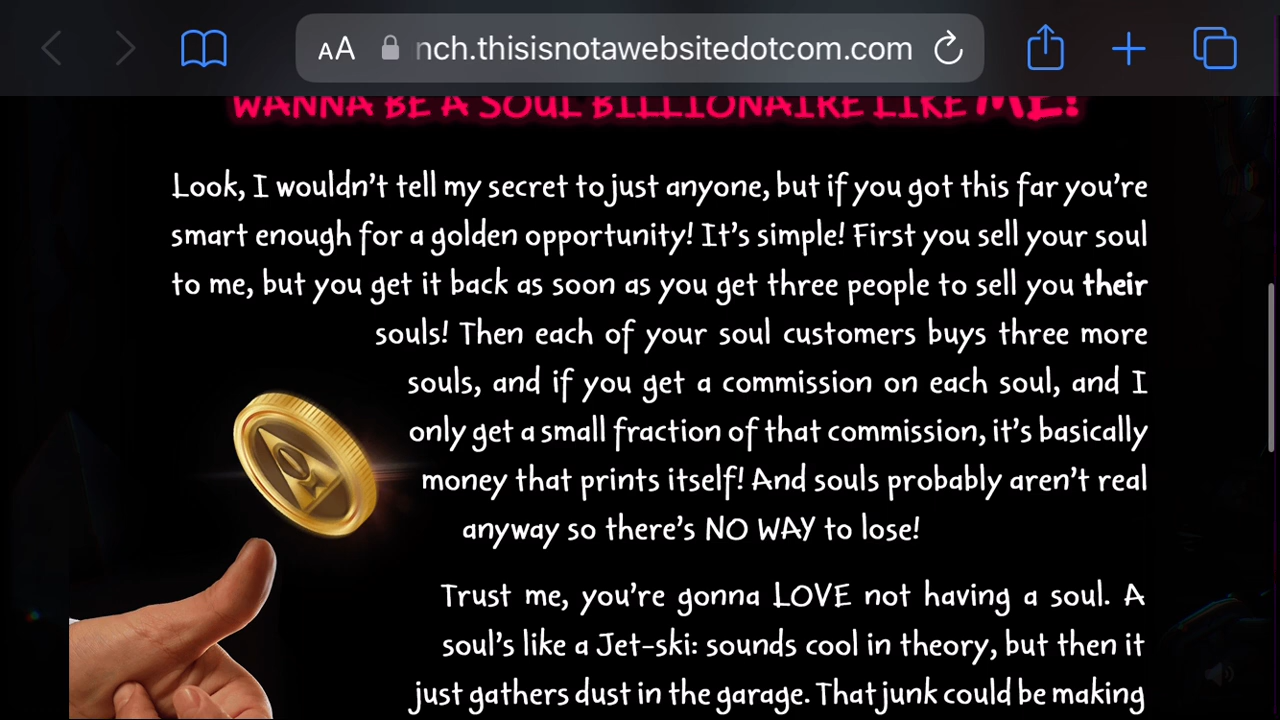 AA nch.thisisnotawebsitedotcom.com
WANNA BE A SOUL BILLIONAIRE LIKE ME!
Look, I wouldn't tell my secret to just anyone, but if you got this far you're
smart enough for a golden opportunity! It's simple! First you sell your soul
to me, but you get it back as soon as you get three people to sell you their
souls! Then each of your soul customers buys three more
souls, and if you get a commission on each soul, and I
only get a small fraction of that commission, it's basically
money that prints itself! And souls probably aren't real
anyway so there's NO WAY to lose!
Trust me, you're gonna LOVE not having a soul. A
soul's like a Jet-ski: sounds cool in theory, but then it
just gathers dust in the garage. That junk could be making